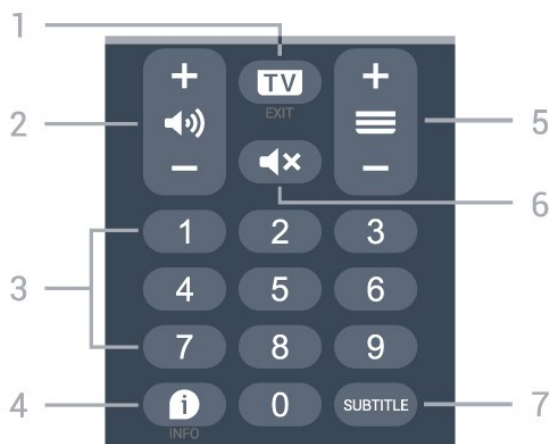 1
TV
EXIT
+ +
2
5
- -
6
1 2 3
3
4 5 6
7 8 9
4
i
INFO
0
SUBTITLE
7